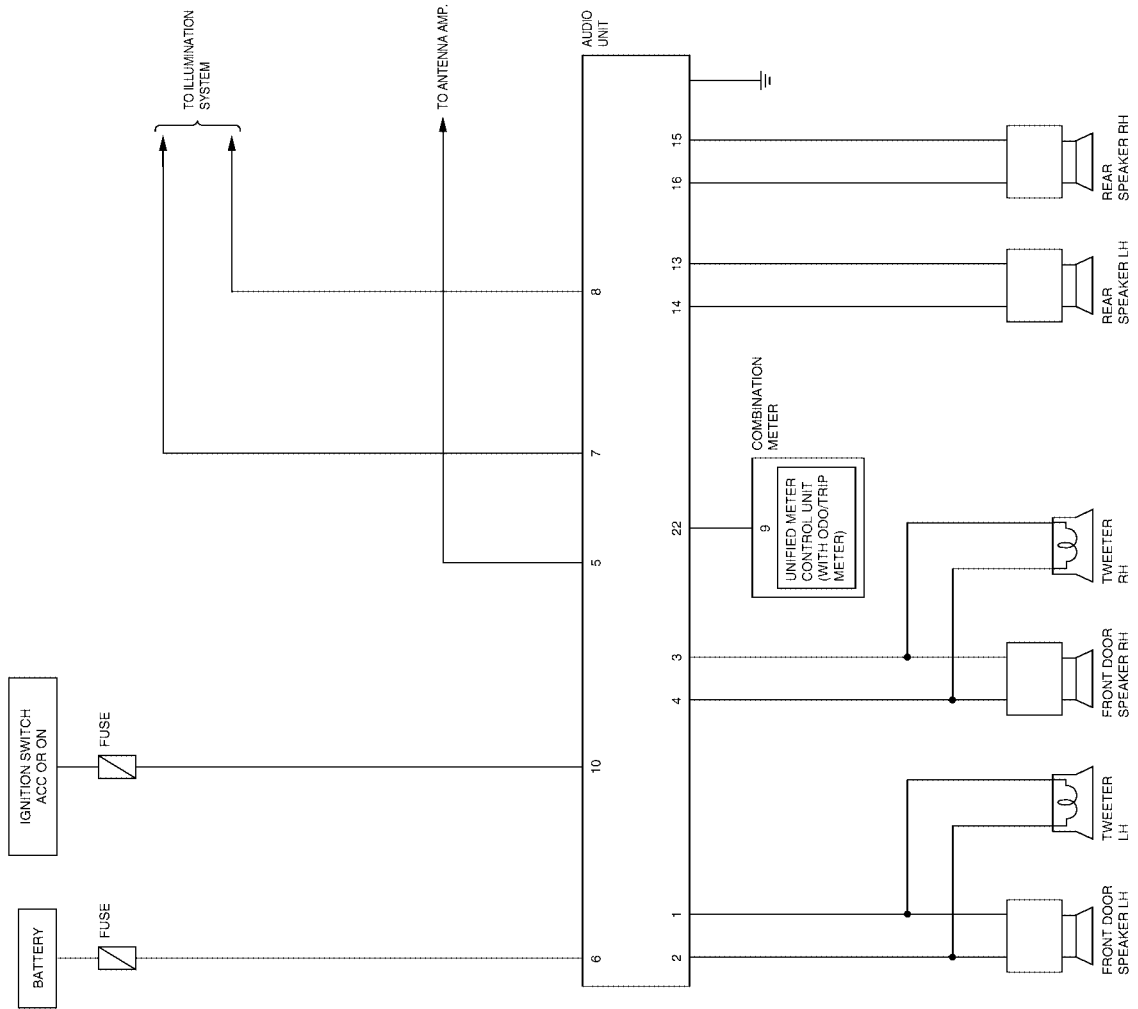 BATTERY
FUSE
IGNITION SWITCH
ACC OR ON
FUSE
TO ILLUMINATION
SYSTEM
TO ANTENNA AMP.
AUDIO
UNIT
6
10
5
7
8
2
1
4
3
22
14
13
16
15
COMBINATION
METER
9
UNIFIED METER
CONTROL UNIT
(WITH ODO/TRIP
METER)
FRONT DOOR
SPEAKER LH
TWEETER
LH
FRONT DOOR
SPEAKER RH
TWEETER
RH
REAR
SPEAKER LH
REAR
SPEAKER RH